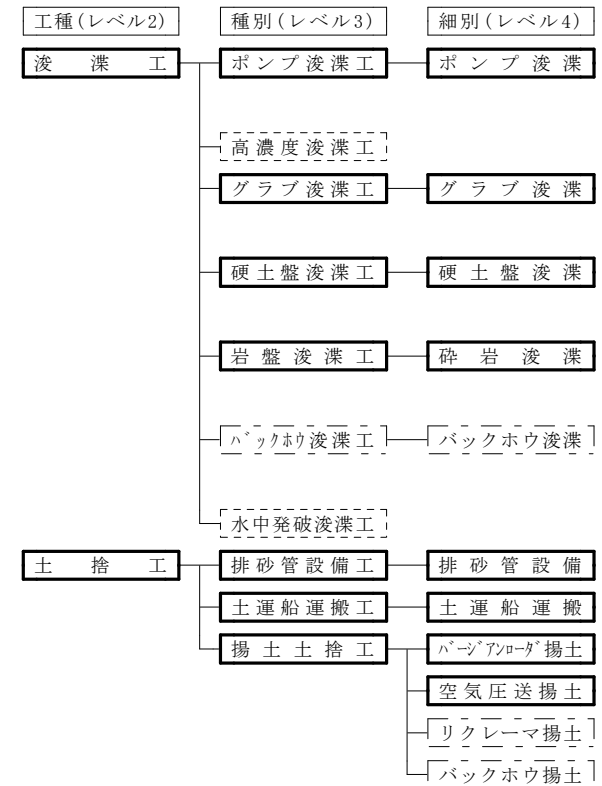 工種(レベル2) 種別(レベル3) 細別(レベル4)
浚渫工 ポンプ浚渫工 ポンプ浚渫
高濃度浚渫工
グラブ浚渫工 グラブ浚渫
硬土盤浚渫工 硬土盤浚渫
岩盤浚渫工 砕岩浚渫
ﾊﾞックﾎｳ浚渫工 バックホウ浚渫
水中発破浚渫工
土捨工 排砂管設備工 排砂管設備
土運船運搬工 土運船運搬
揚土土捨工 ﾊﾞｰｼﾞｱﾝﾛｰﾀﾞ揚土
空気圧送揚土
リクレーマ揚土
バックホウ揚土